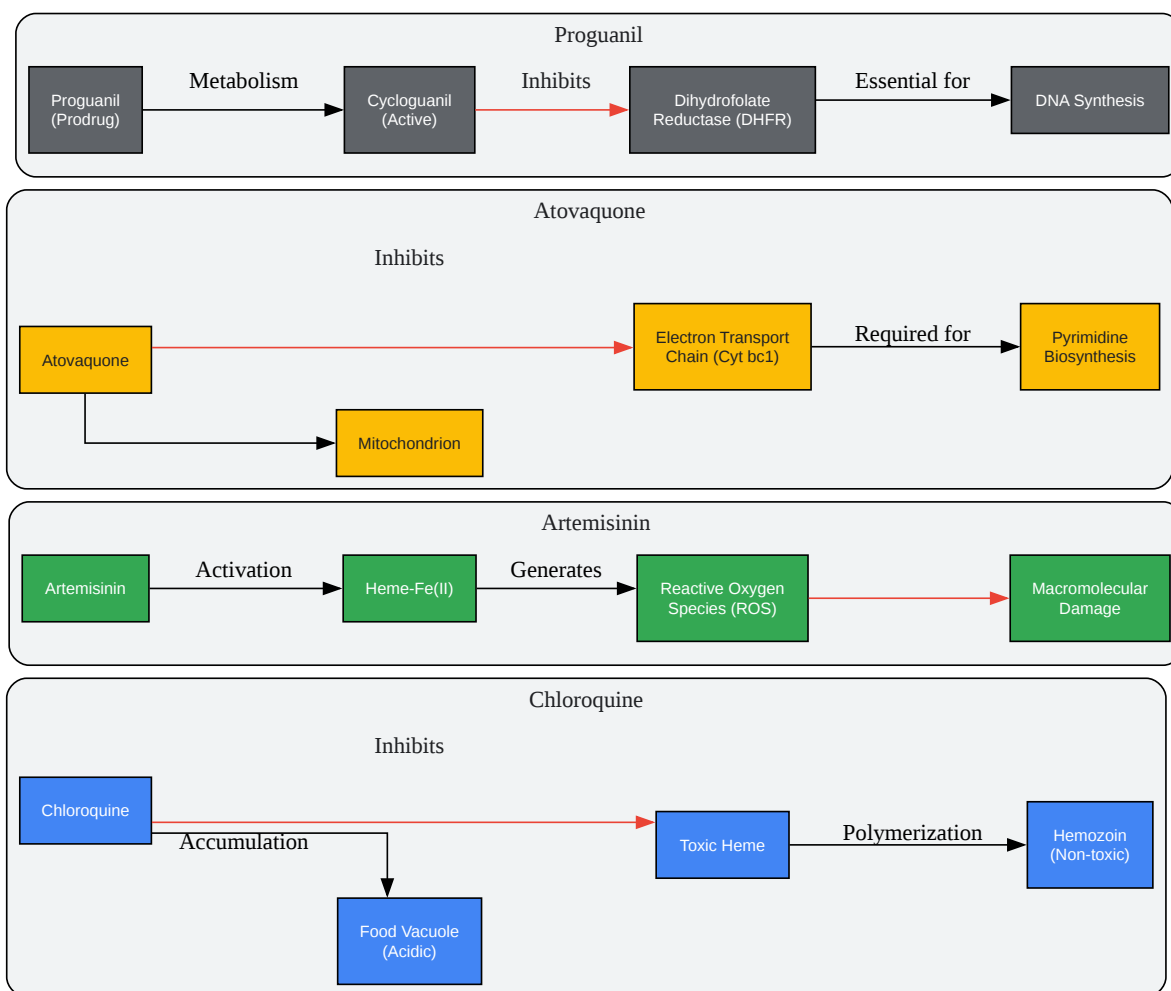 Proguanil
Proguanil
(Prodrug)
Metabolism
Cycloguanil
(Active)
Inhibits
Dihydrofolate
Reductase (DHFR)
Essential for
DNA Synthesis
Atovaquone
Inhibits
Atovaquone
Electron Transport
Chain (Cyt bc1)
Required for
Pyrimidine
Biosynthesis
Mitochondrion
Artemisinin
Artemisinin
Activation
Heme-Fe(II)
Generates
Reactive Oxygen
Species (ROS)
Macromolecular
Damage
Chloroquine
Inhibits
Chloroquine
Accumulation
Toxic Heme
Polymerization
Hemozoin
(Non-toxic)
Food Vacuole
(Acidic)